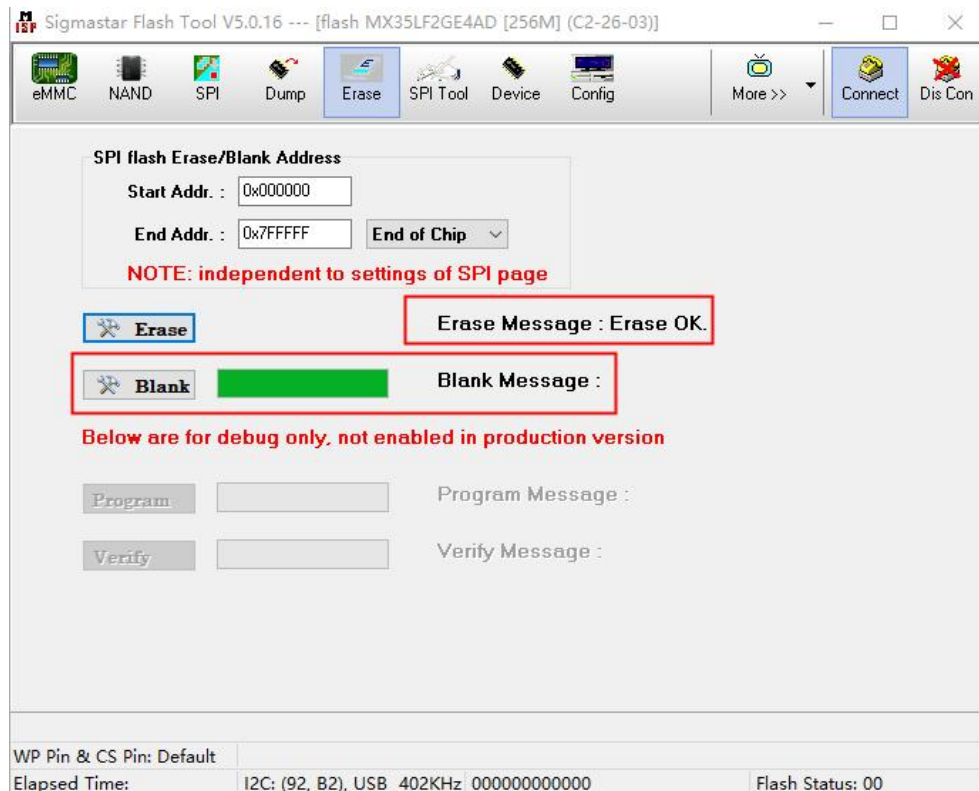 M ISP Sigmastar Flash Tool V5.0.16 --- [flash MX35LF2GE4AD [256M] (C2-26-03)]
eMMC NAND SPI Dump Erase SPI Tool Device Config More >> Connect Dis Con
SPI flash Erase/Blank Address
Start Addr. : 0x000000
End Addr. : 0x7FFFFF End of Chip
NOTE: independent to settings of SPI page
Erase Erase Message : Erase OK.
Blank Blank Message :
Below are for debug only, not enabled in production version
Program Program Message :
Verify Verify Message :
WP Pin & CS Pin: Default
Elapsed Time: I2C: (92, B2), USB 402KHz 000000000000 Flash Status: 00